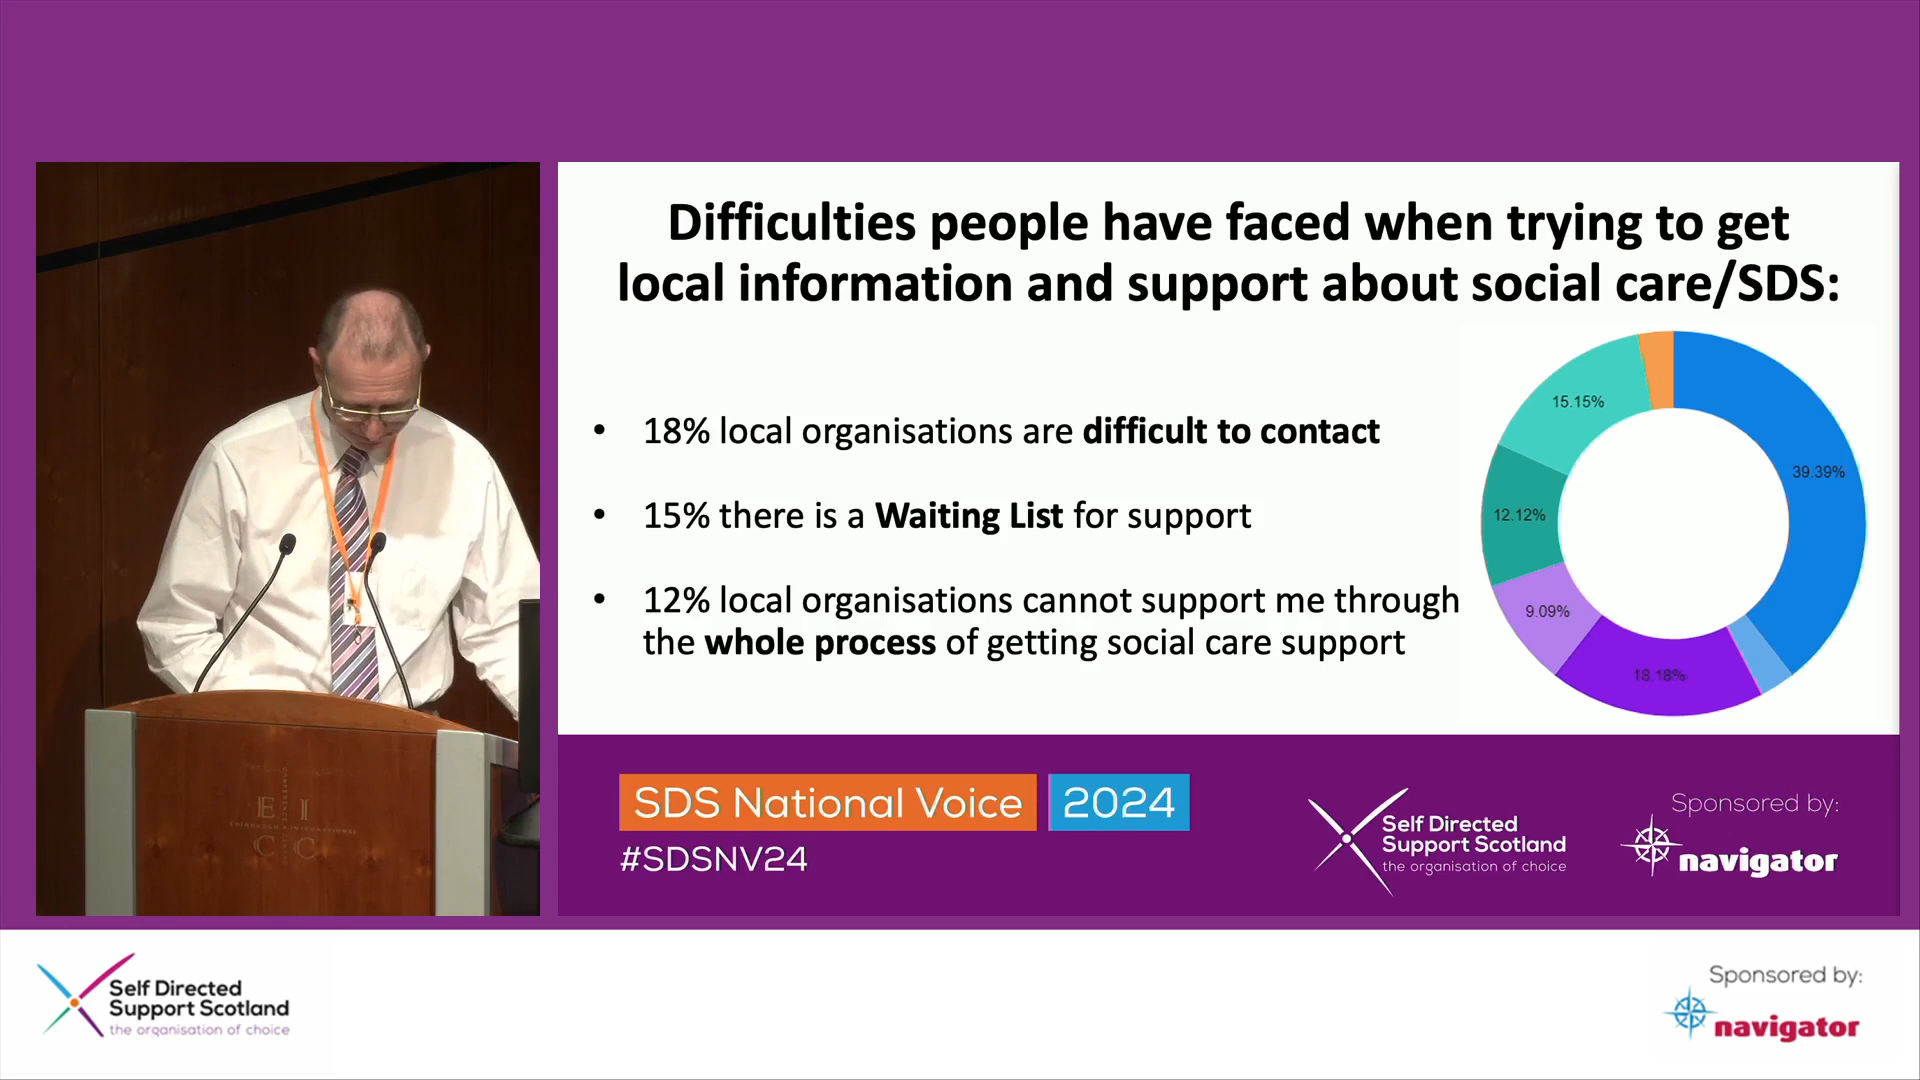 Difficulties people have faced when trying to get
local information and support about social care/SDS:
• 18% local organisations are difficult to contact
• 15% there is a Waiting List for support
• 12% local organisations cannot support me through
the whole process of getting social care support
15.15%
39.39%
12.12%
9.09%
18.18%
SDS National Voice 2024
#SDSNV24
Self Directed
Support Scotland
the organisation of choice
Sponsored by:
navigator
E I
EDINBURGH INTERNATIONAL
C C
Self Directed
Support Scotland
the organisation of choice
Sponsored by:
navigator